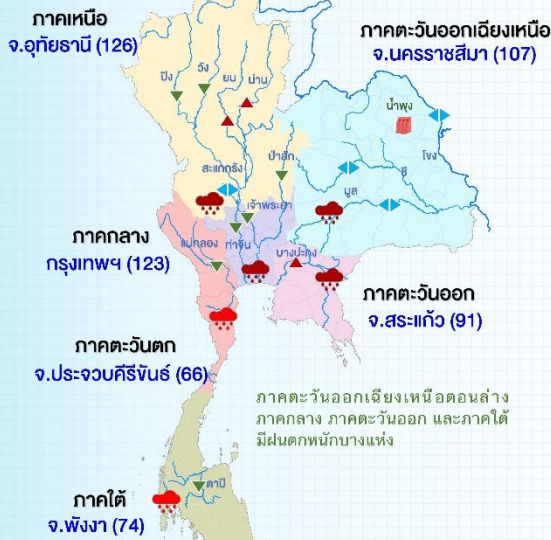 ภาคเหนือ
จ.อุทัยธานี (126)
ภาคตะวันออกเฉียงเหนือ
จ.นครราชสีมา (107)
ปิง
วัง
ยม
น่าน
น้ำพุง
สะแกกรัง
ป่าสัก
โขง
ชี
มูล
เจ้าพระยา
แม่กลอง
ท่าจีน
บางปะกง
ภาคกลาง
กรุงเทพฯ (123)
ภาคตะวันออก
จ.สระแก้ว (91)
ภาคตะวันตก
จ.ประจวบคีรีขันธ์ (66)
ภาคตะวันออกเฉียงเหนือตอนล่าง
ภาคกลาง ภาคตะวันออก และภาคใต้
มีฝนตกหนักบางแห่ง
ตาปี
ภาคใต้
จ.พังงา (74)